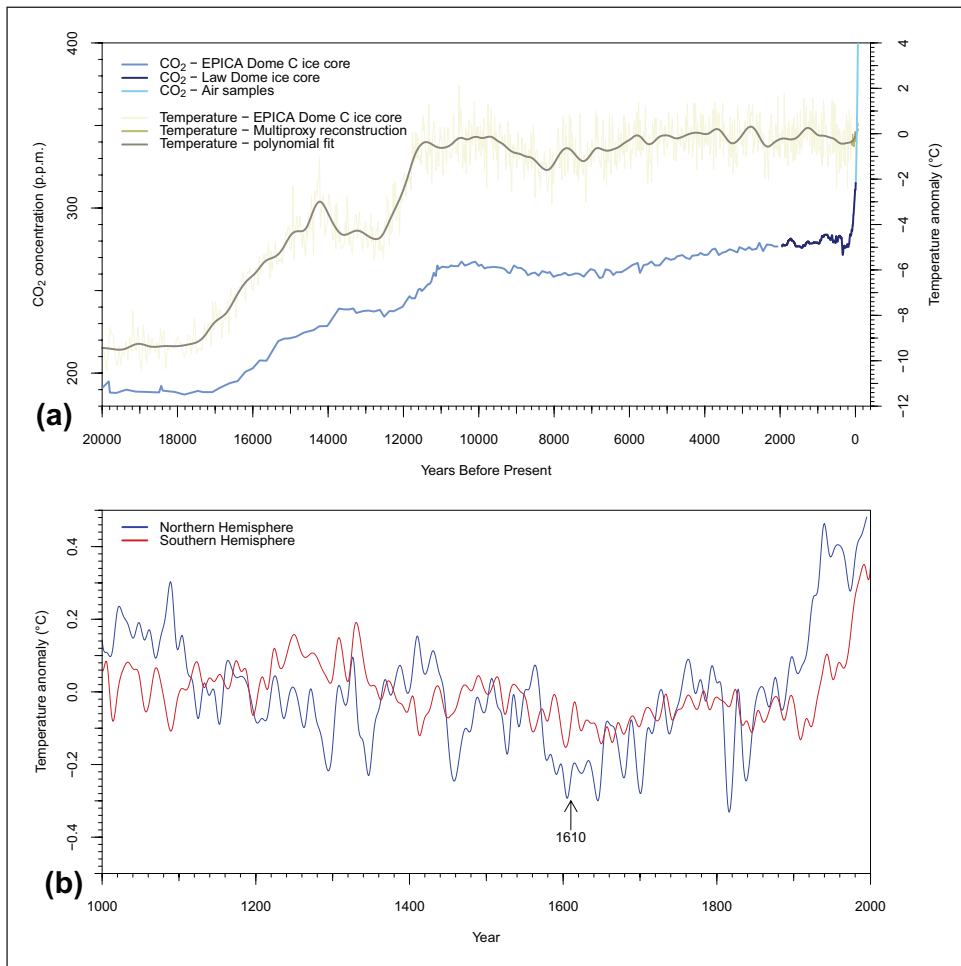 400
300
200
CO₂ concentration (p.p.m.)
CO₂ – EPICA Dome C ice core
CO₂ – Law Dome ice core
CO₂ – Air samples
Temperature – EPICA Dome C ice core
Temperature – Multiproxy reconstruction
Temperature – polynomial fit
4
2
0
−2
−4
−6
−8
−10
−12
Temperature anomaly (°C)
(a)
20000 18000 16000 14000 12000 10000 8000 6000 4000 2000 0
Years Before Present
Northern Hemisphere
Southern Hemisphere
0.4
0.2
0.0
−0.2
−0.4
Temperature anomaly (°C)
1610
(b)
1000 1200 1400 1600 1800 2000
Year